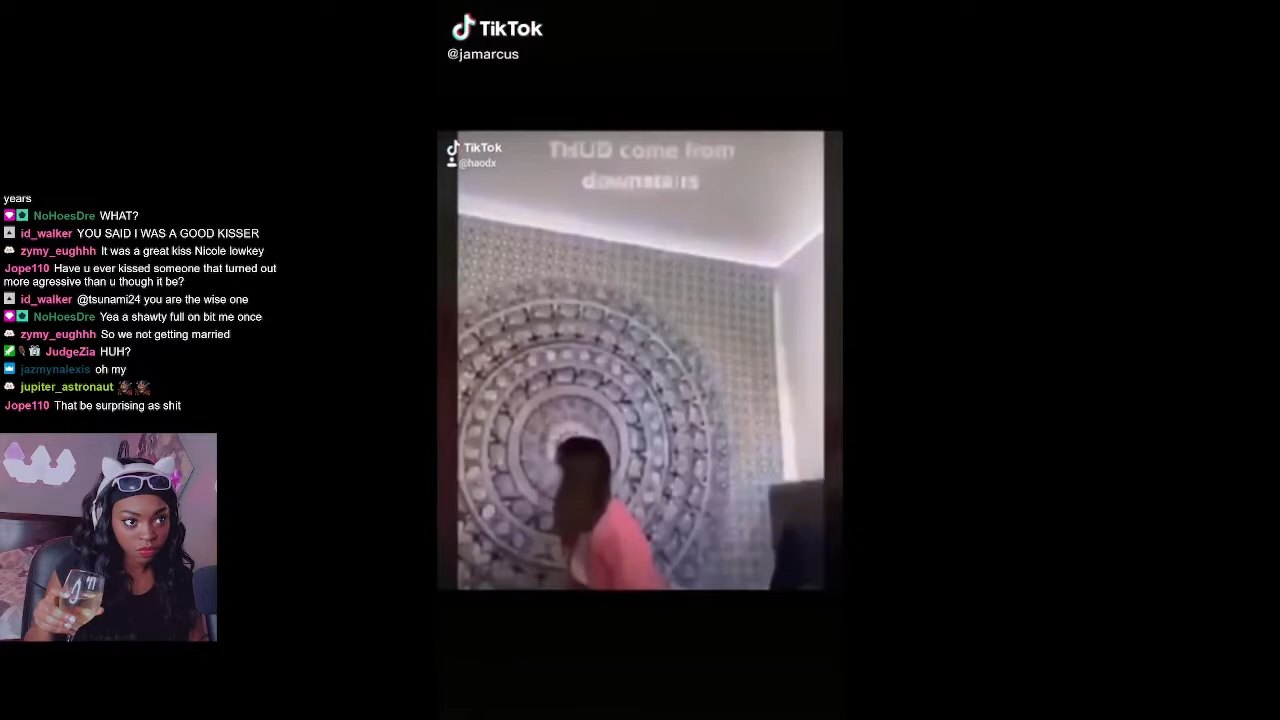 TikTok
@jamarcus
TikTok
@haodx
THUD come from
downstairs
years
NoHoesDre WHAT?
id_walker YOU SAID I WAS A GOOD KISSER
zymy_eughhh It was a great kiss Nicole lowkey
Jope110 Have u ever kissed someone that turned out
more agressive than u though it be?
id_walker @tsunami24 you are the wise one
NoHoesDre Yea a shawty full on bit me once
zymy_eughhh So we not getting married
JudgeZia HUH?
jazmynalexis oh my
jupiter_astronaut
Jope110 That be surprising as shit